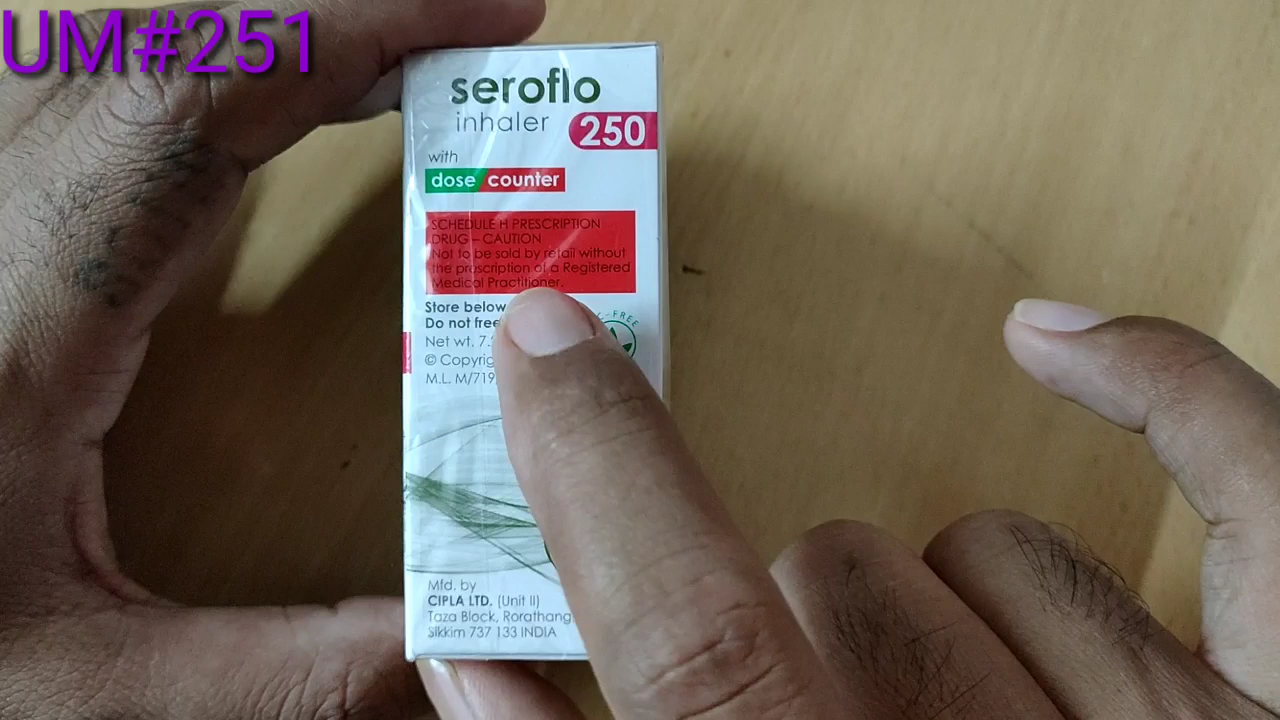 UM#251
seroflo
inhaler
250
with
dose counter
SCHEDULE H PRESCRIPTION
DRUG – CAUTION
Not to be sold by retail without
the prescription of a Registered
Medical Practitioner.
Store below
Do not
Net wt.
©
M.L. M/719
-FREE
Mfd. by
CIPLA LTD. (Unit II)
Taza Block, Rorathang
Sikkim 737 133 INDIA